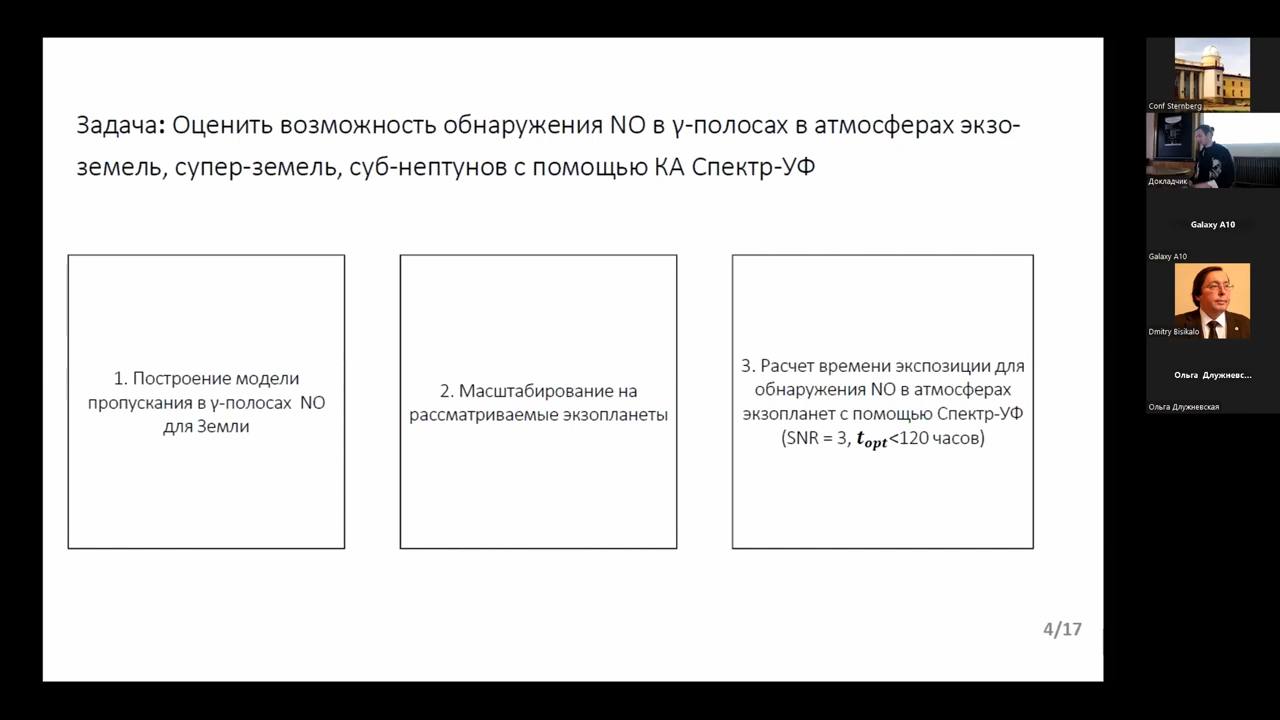 Задача: Оценить возможность обнаружения NO в γ-полосах в атмосферах экзо-
земель, супер-земель, суб-нептунов с помощью КА Спектр-УФ
1. Построение модели
пропускания в γ-полосах NO
для Земли
2. Масштабирование на
рассматриваемые экзопланеты
3. Расчет времени экспозиции для
обнаружения NO в атмосферах
экзопланет с помощью Спектр-УФ
(SNR = 3, t_opt<120 часов)
4/17
Conf Sternberg
Докладчик
Galaxy A10
Galaxy A10
Dmitry Bisikalo
Ольга Длужневс...
Ольга Длужневская